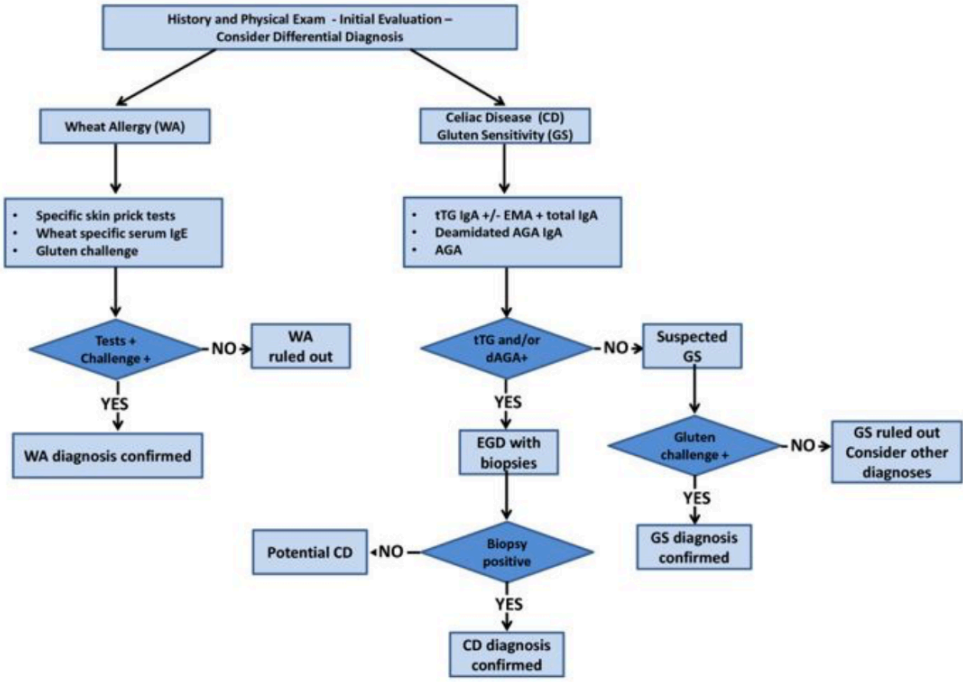 History and Physical Exam - Initial Evaluation –
Consider Differential Diagnosis
Wheat Allergy (WA)
Celiac Disease (CD)
Gluten Sensitivity (GS)
• Specific skin prick tests
• Wheat specific serum IgE
• Gluten challenge
• tTG IgA +/- EMA + total IgA
• Deamidated AGA IgA
• AGA
Tests +
Challenge +
NO
WA
ruled out
tTG and/or
dAGA+
NO
Suspected
GS
YES
YES
WA diagnosis confirmed
EGD with
biopsies
Gluten
challenge +
NO
GS ruled out
Consider other
diagnoses
YES
Potential CD
NO
Biopsy
positive
GS diagnosis
confirmed
YES
CD diagnosis
confirmed